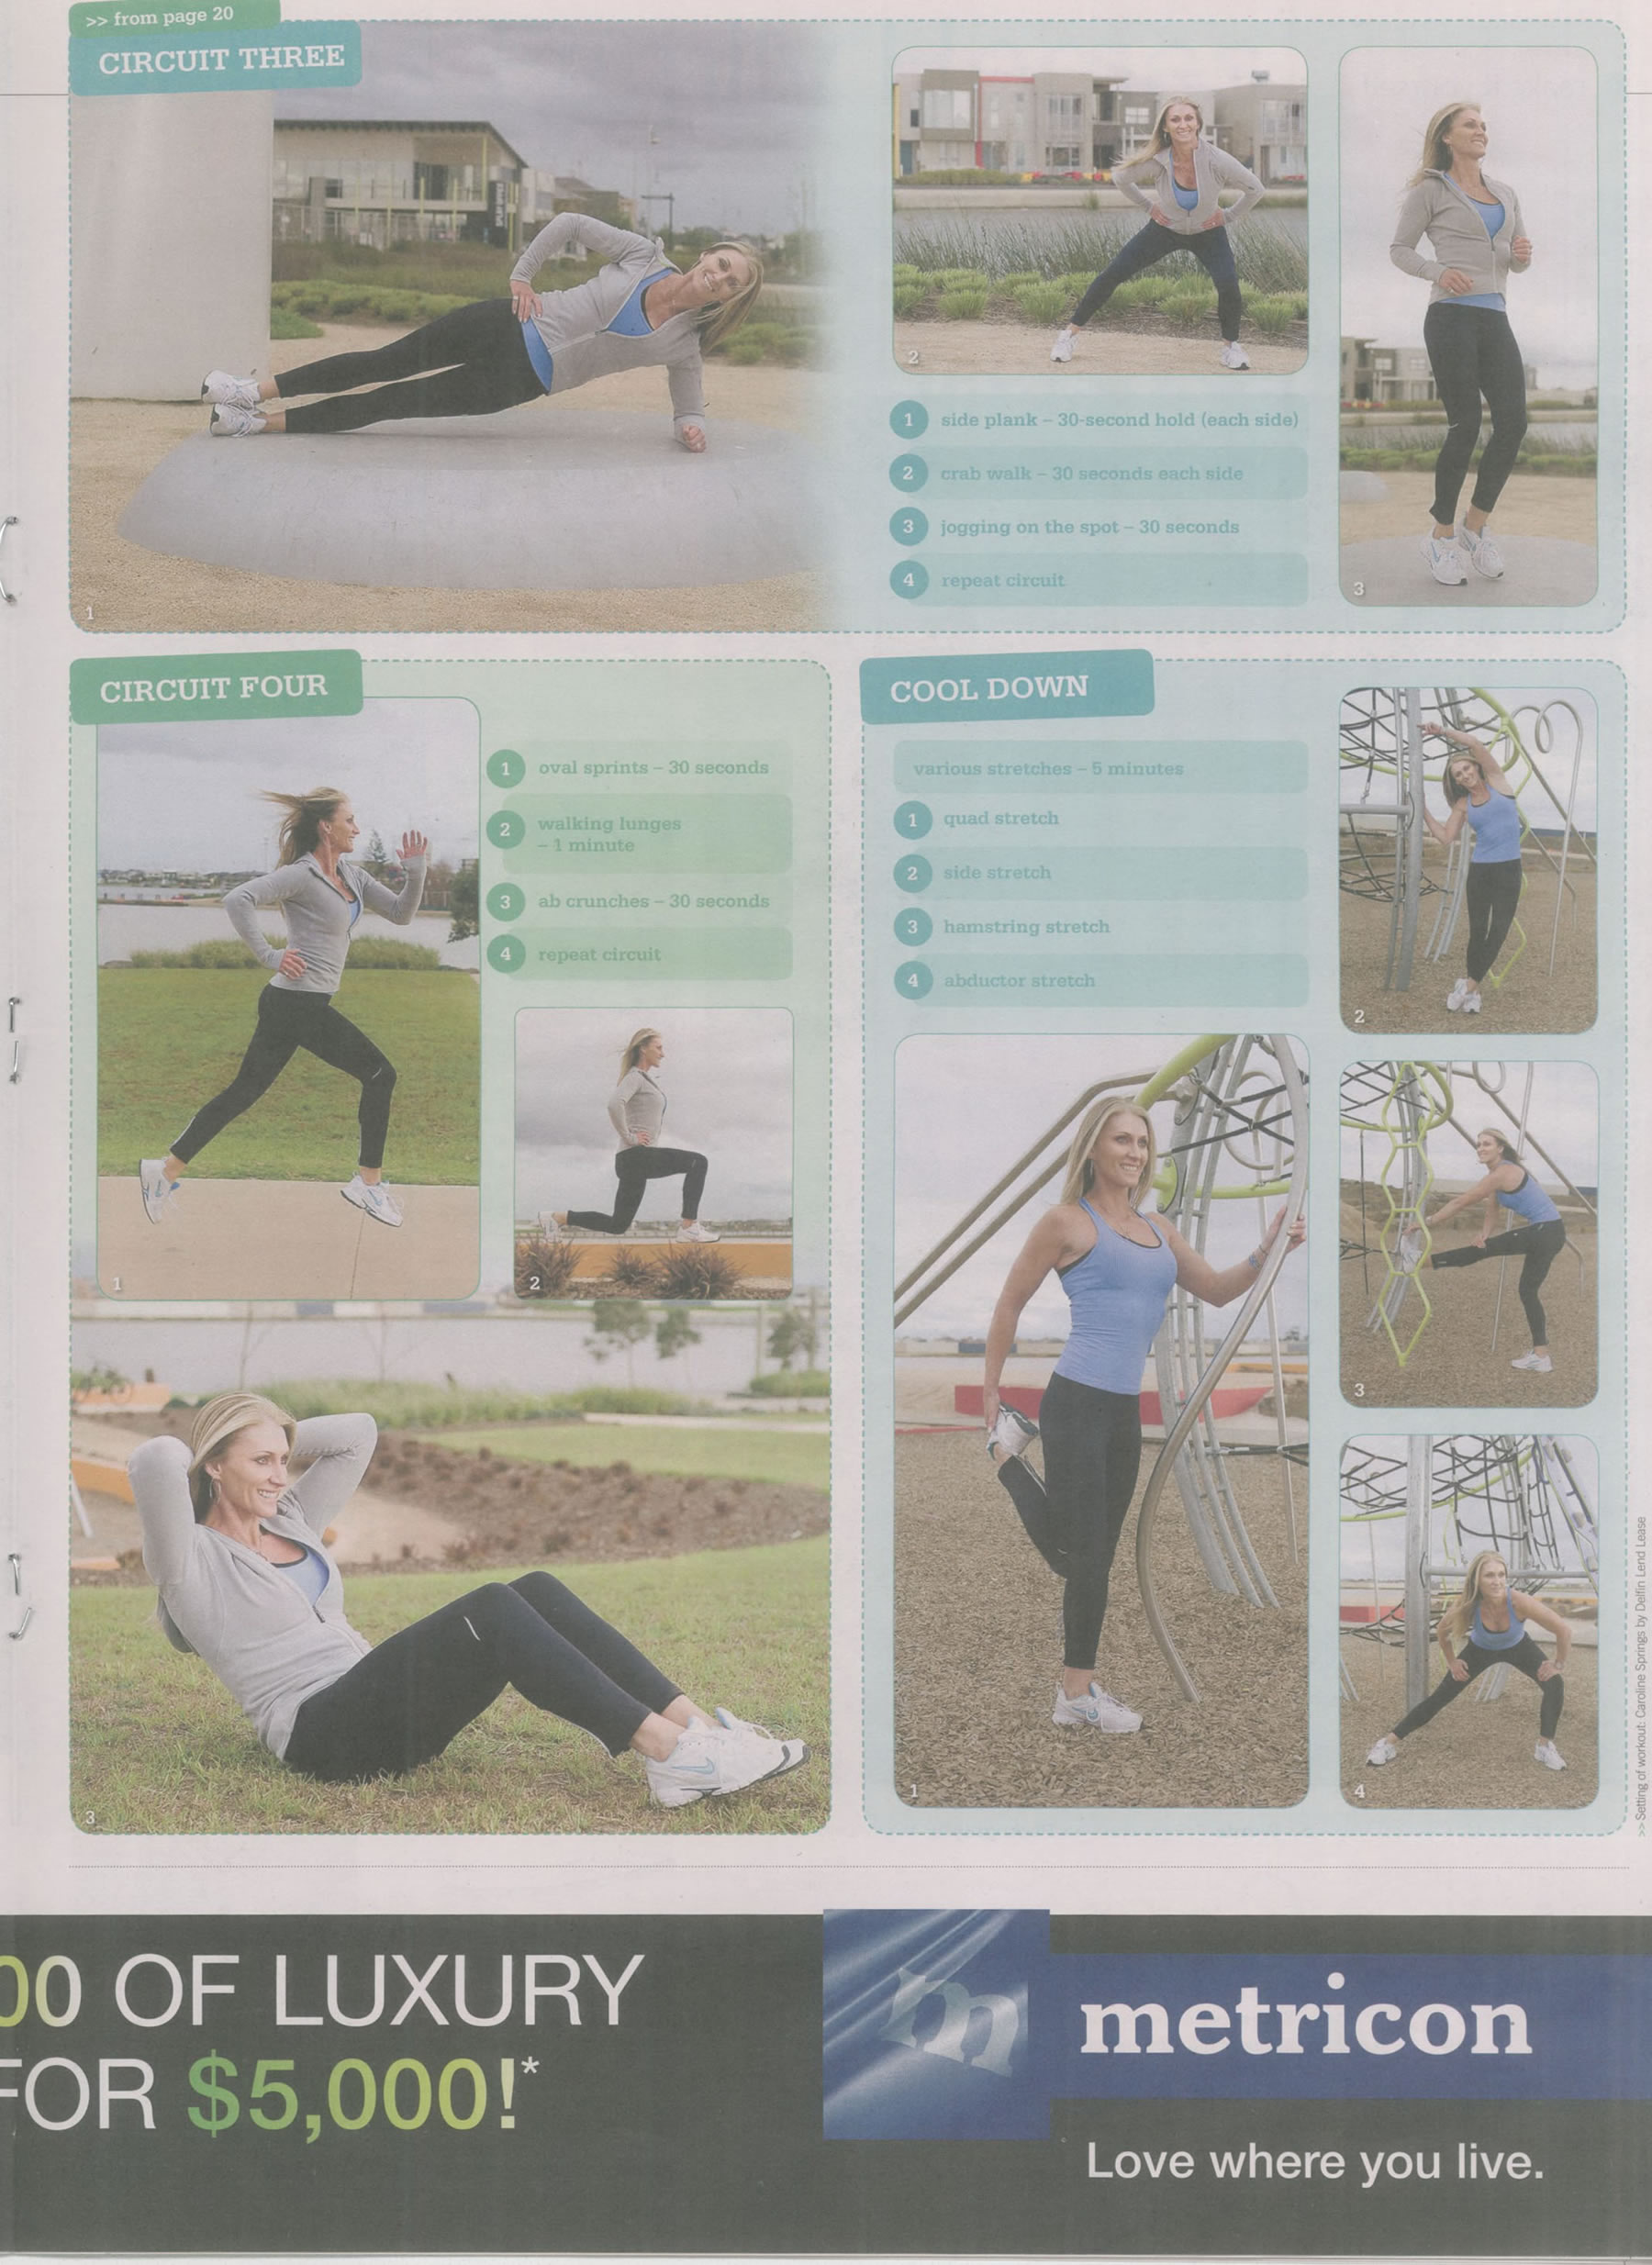 >> from page 20
CIRCUIT THREE
1
2
1 side plank – 30-second hold (each side)
2 crab walk – 30 seconds each side
3 jogging on the spot – 30 seconds
4 repeat circuit
3
CIRCUIT FOUR
1 oval sprints – 30 seconds
2 walking lunges
– 1 minute
3 ab crunches – 30 seconds
4 repeat circuit
1
2
3
COOL DOWN
various stretches – 5 minutes
1 quad stretch
2 side stretch
3 hamstring stretch
4 abductor stretch
2
3
1
4
>> Setting of workout: Caroline Springs by Delfin Lend Lease
00 OF LUXURY
FOR $5,000!*
m
metricon
Love where you live.